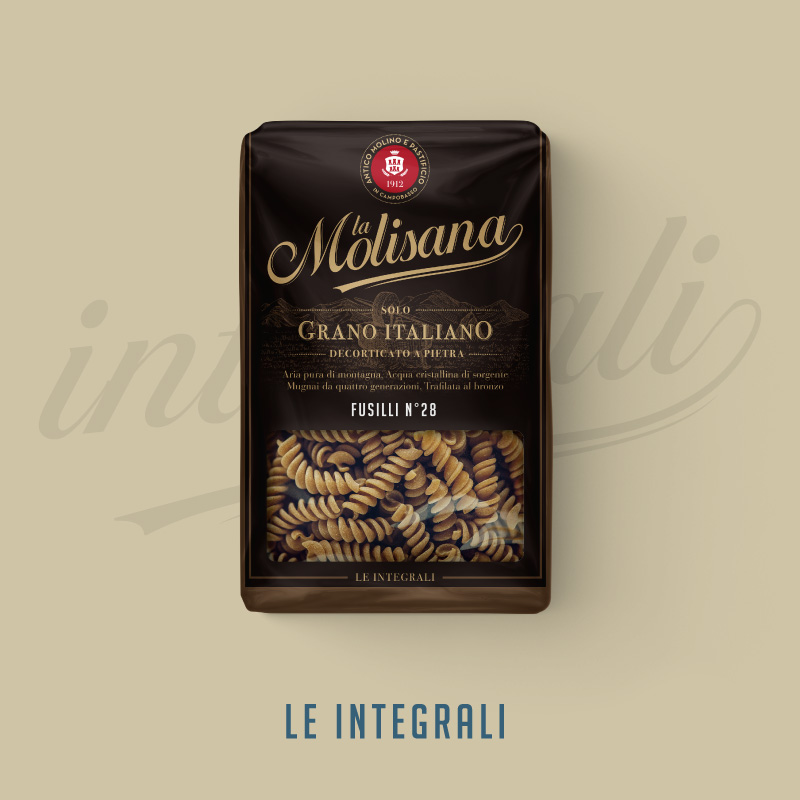 ANTICO MOLINO E PASTIFICIO
1912
IN CAMPOBASSO
la
Molisana
SOLO
GRANO ITALIANO
DECORTICATO A PIETRA
Aria pura di montagna, Acqua cristallina di sorgente
Mugnai da quattro generazioni, Trafilata al bronzo
FUSILLI N°28
integrali
LE INTEGRALI
LE INTEGRALI